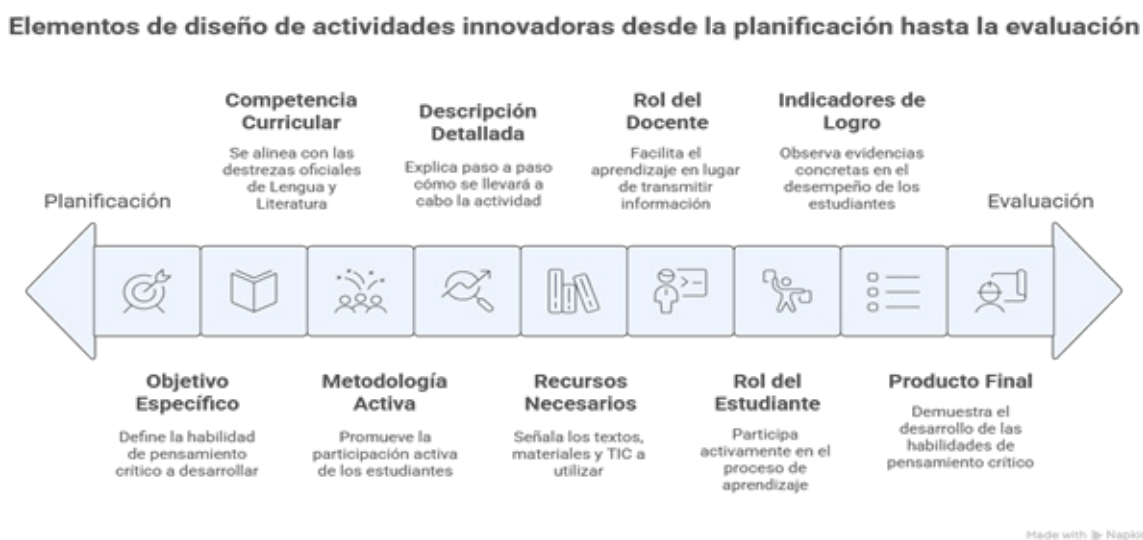 Elementos de diseño de actividades innovadoras desde la planificación hasta la evaluación
Planificación
Objetivo
Específico
Define la habilidad
de pensamiento
crítico a desarrollar
Competencia
Curricular
Se alinea con las
destrezas oficiales
de Lengua y
Literatura
Metodología
Activa
Promueve la
participación activa
de los estudiantes
Descripción
Detallada
Explica paso a paso
cómo se llevará a
cabo la actividad
Recursos
Necesarios
Señala los textos,
materiales y TIC a
utilizar
Rol del
Docente
Facilita el
aprendizaje en lugar
de transmitir
información
Rol del
Estudiante
Participa
activamente en el
proceso de
aprendizaje
Indicadores de
Logro
Observa evidencias
concretas en el
desempeño de los
estudiantes
Producto Final
Demuestra el
desarrollo de las
habilidades de
pensamiento crítico
Evaluación
Made with Napkin